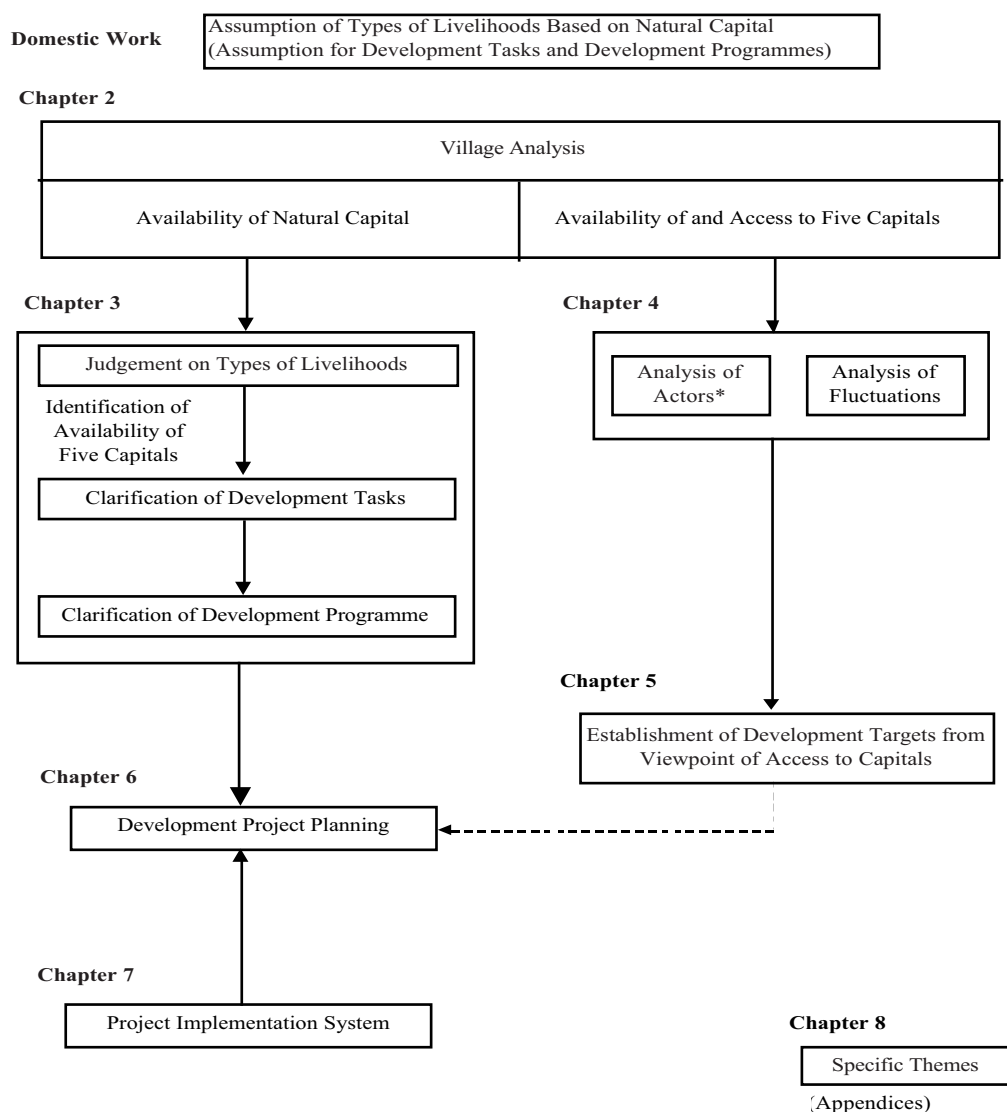 Domestic Work
Assumption of Types of Livelihoods Based on Natural Capital
(Assumption for Development Tasks and Development Programmes)
Chapter 2
Village Analysis
Availability of Natural Capital
Availability of and Access to Five Capitals
Chapter 3
Judgement on Types of Livelihoods
Identification of
Availability of
Five Capitals
Clarification of Development Tasks
Clarification of Development Programme
Chapter 4
Analysis of
Actors*
Analysis of
Fluctuations
Chapter 5
Establishment of Development Targets from
Viewpoint of Access to Capitals
Chapter 6
Development Project Planning
Chapter 7
Project Implementation System
Chapter 8
Specific Themes
(Appendices)